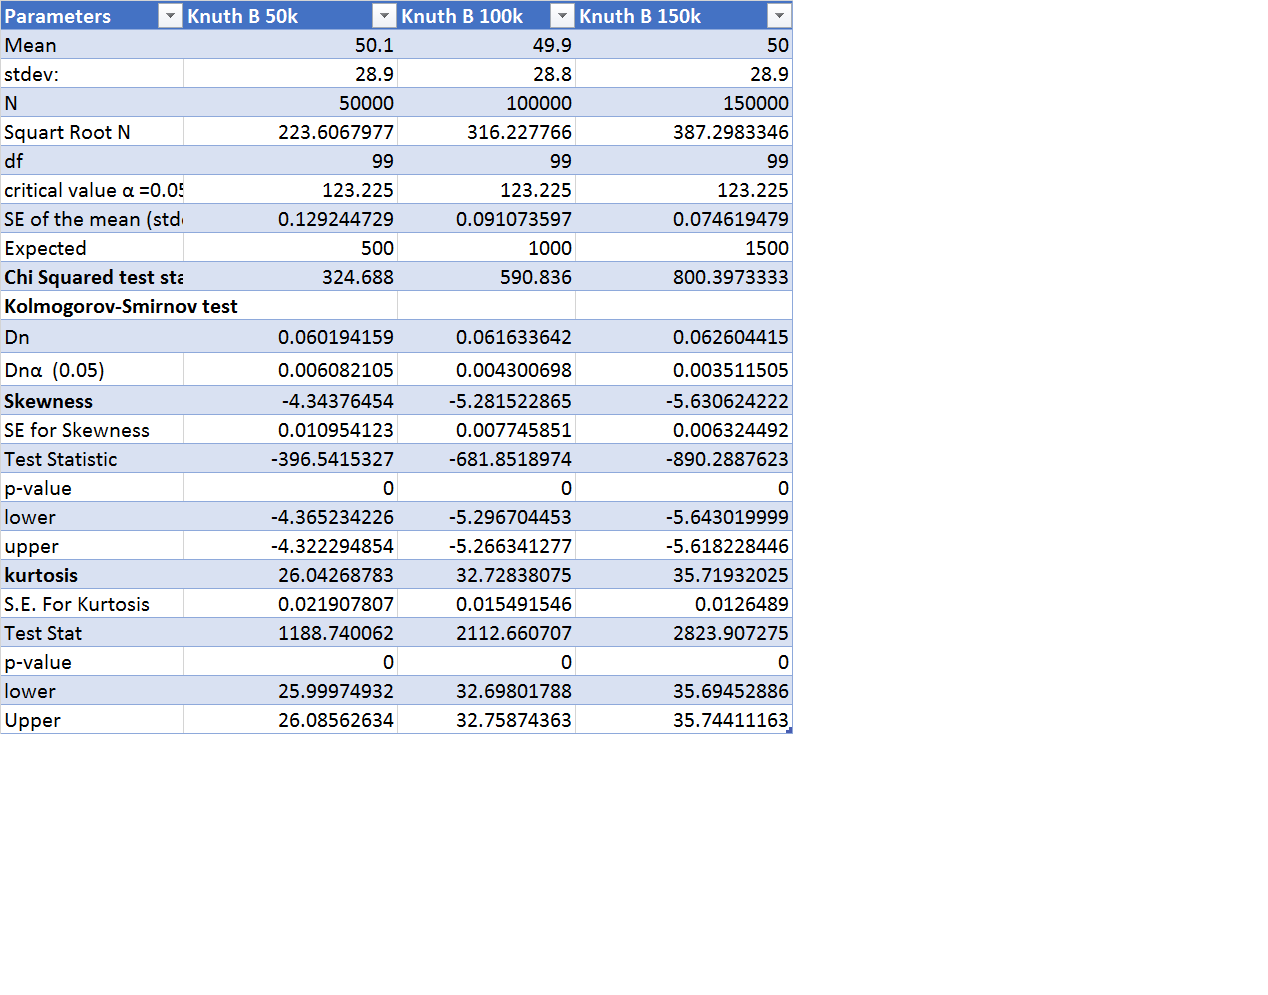 Parameters Knuth B 50k Knuth B 100k Knuth B 150k
Mean 50.1 49.9 50
stdev: 28.9 28.8 28.9
N 50000 100000 150000
Squart Root N 223.6067977 316.227766 387.2983346
df 99 99 99
critical value α =0.05 123.225 123.225 123.225
SE of the mean (std 0.129244729 0.091073597 0.074619479
Expected 500 1000 1500
Chi Squared test sta 324.688 590.836 800.3973333
Kolmogorov-Smirnov test
Dn 0.060194159 0.061633642 0.062604415
Dnα (0.05) 0.006082105 0.004300698 0.003511505
Skewness -4.34376454 -5.281522865 -5.630624222
SE for Skewness 0.010954123 0.007745851 0.006324492
Test Statistic -396.5415327 -681.8518974 -890.2887623
p-value 0 0 0
lower -4.365234226 -5.296704453 -5.643019999
upper -4.322294854 -5.266341277 -5.618228446
kurtosis 26.04268783 32.72838075 35.71932025
S.E. For Kurtosis 0.021907807 0.015491546 0.0126489
Test Stat 1188.740062 2112.660707 2823.907275
p-value 0 0 0
lower 25.99974932 32.69801788 35.69452886
Upper 26.08562634 32.75874363 35.74411163